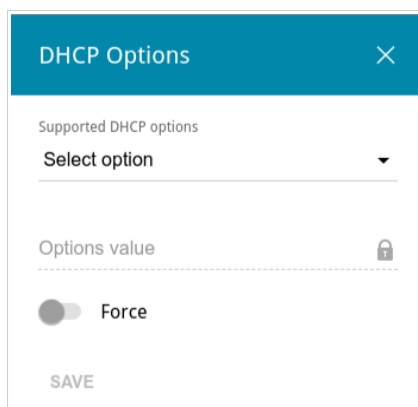 DHCP Options
Supported DHCP options
Select option
Options value
Force
SAVE